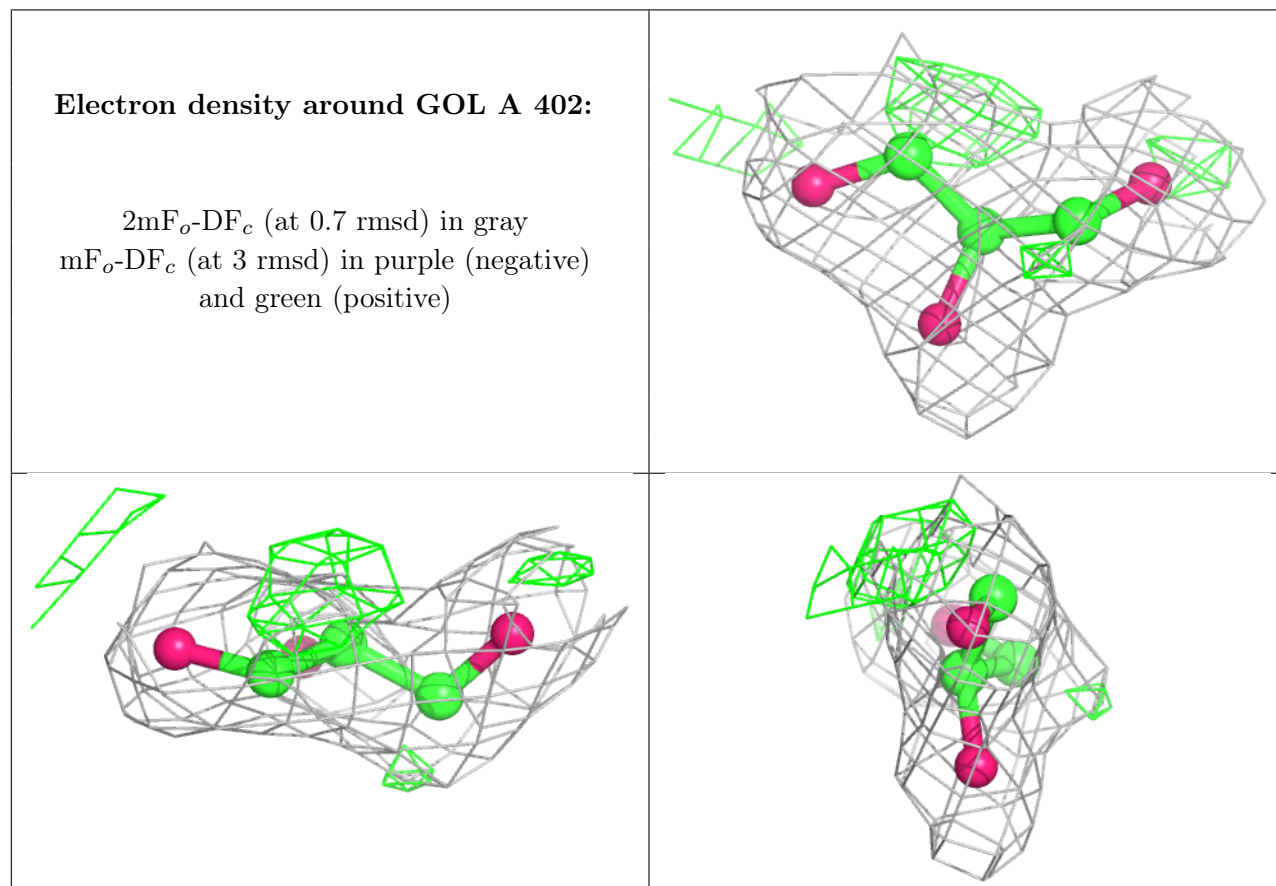 Electron density around GOL A 402:
2mFo-DFc (at 0.7 rmsd) in gray
mFo-DFc (at 3 rmsd) in purple (negative)
and green (positive)